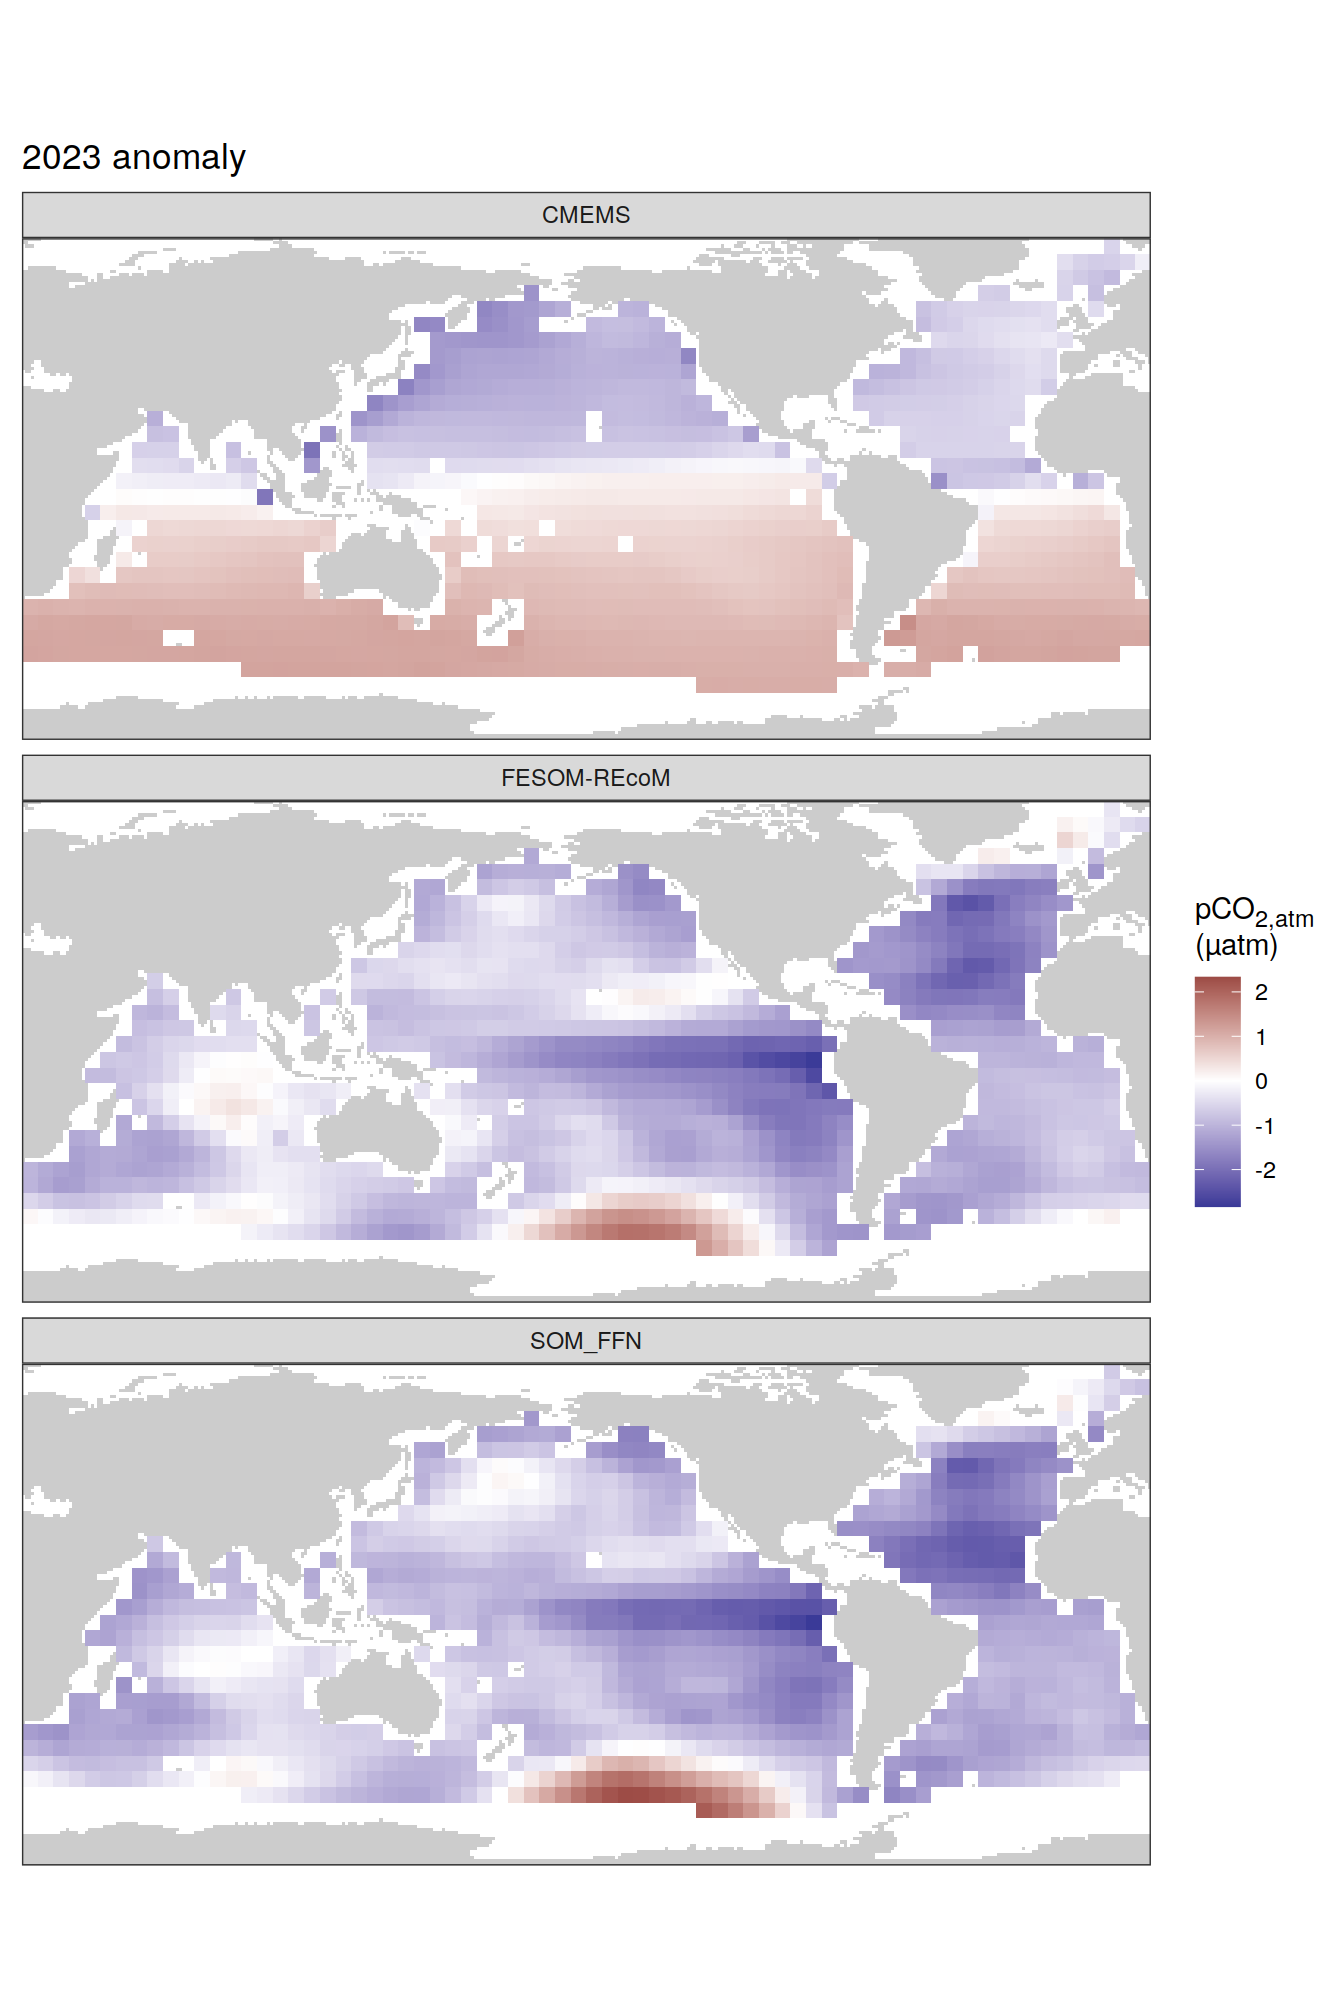 2023 anomaly
CMEMS
FESOM-REcoM
pCO2,atm
(µatm)
2
1
0
-1
-2
SOM_FFN